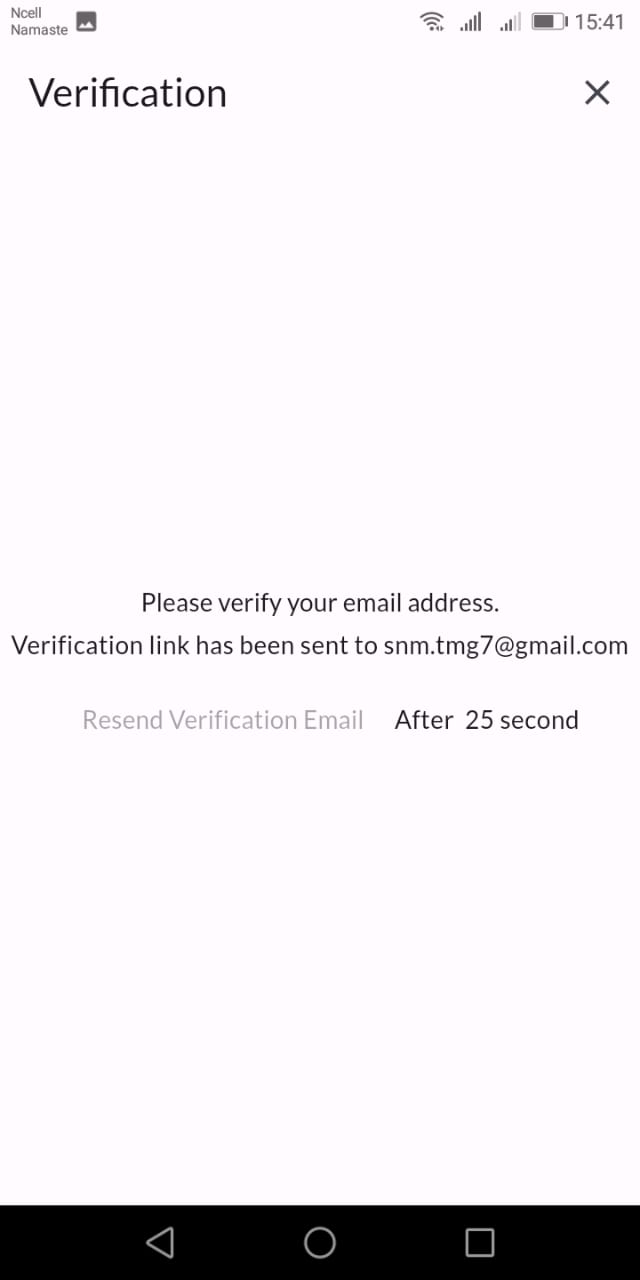 Ncell
Namaste
15:41
Verification
Please verify your email address.
Verification link has been sent to snm.tmg7@gmail.com
Resend Verification Email After 25 second